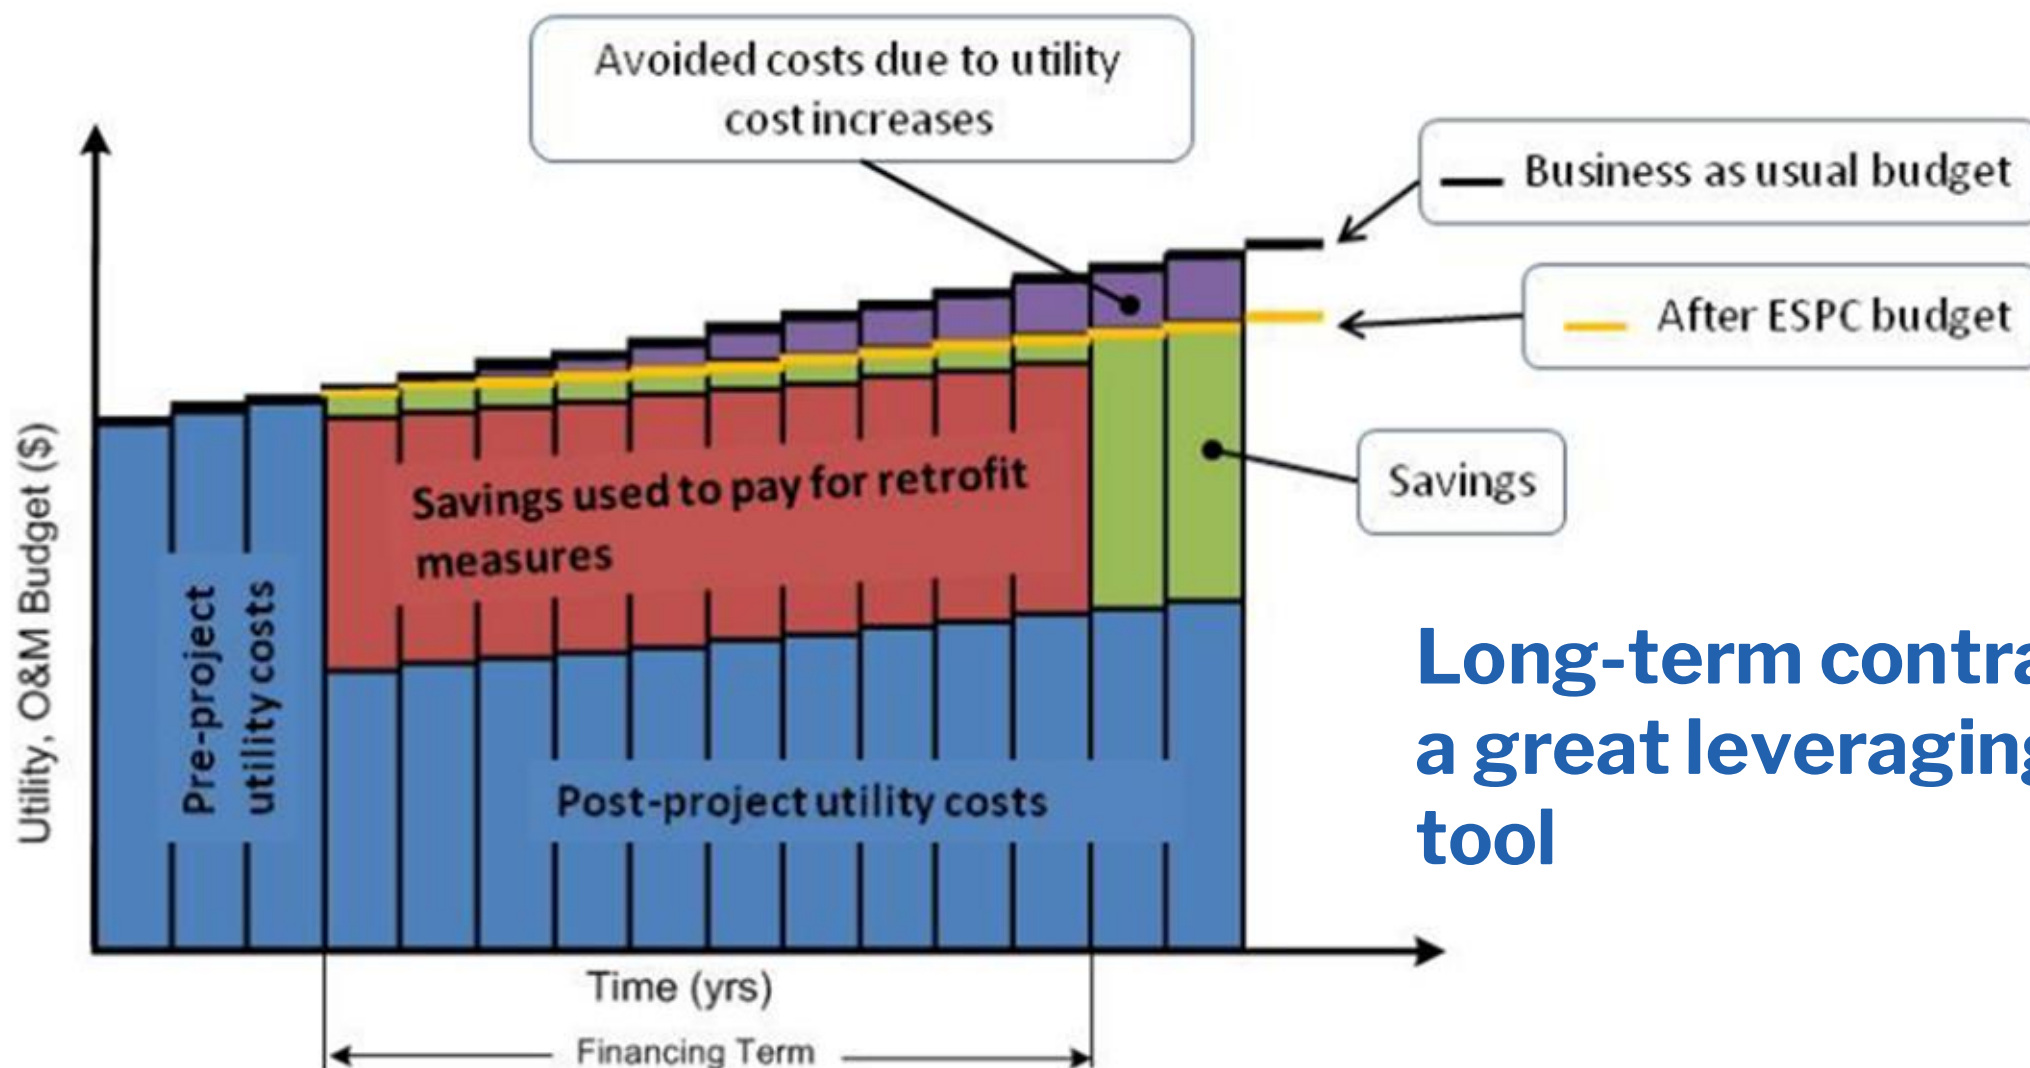 Avoided costs due to utility
cost increases
Business as usual budget
After ESPC budget
Savings
Savings used to pay for retrofit
measures
Pre-project
utility costs
Post-project utility costs
Utility, O&M Budget ($)
Time (yrs)
Financing Term
Long-term
a great leveraging
tool